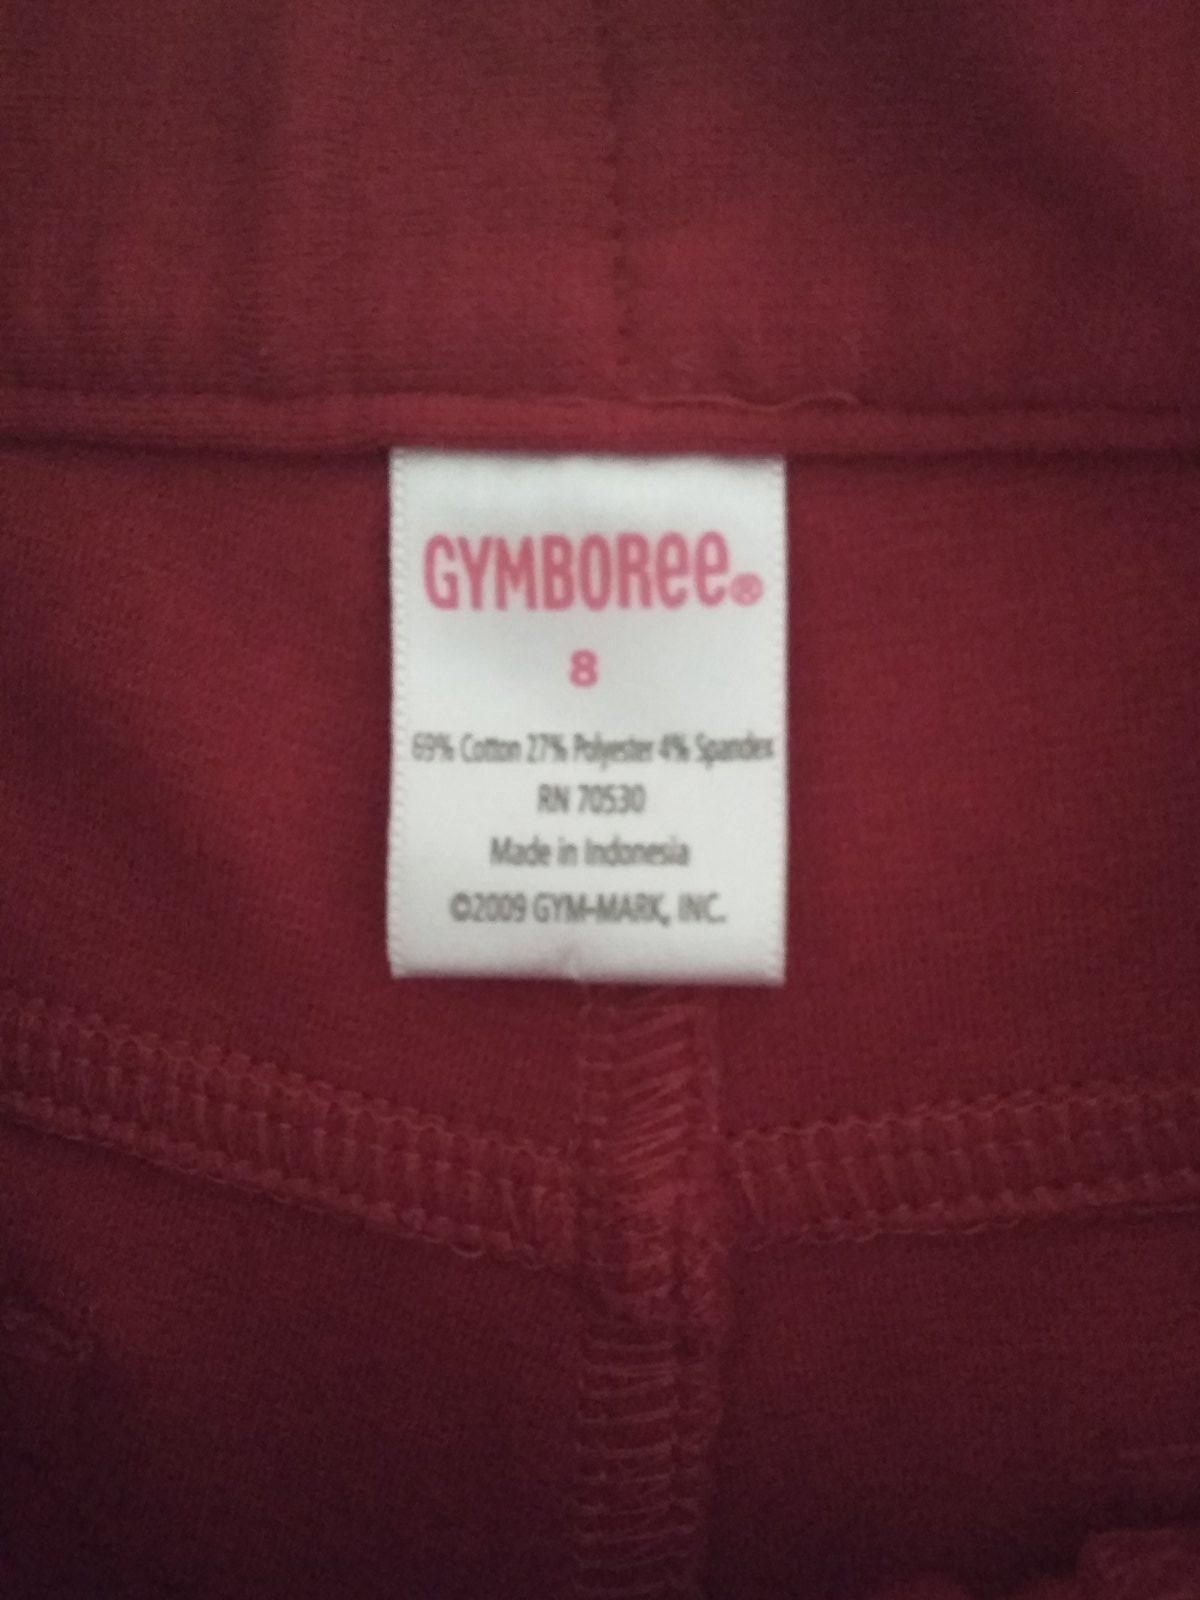 GYMBOREE®
8
69% Cotton 27% Polyester 4% Spandex
RN 70530
Made in Indonesia
©2009 GYM-MARK, INC.